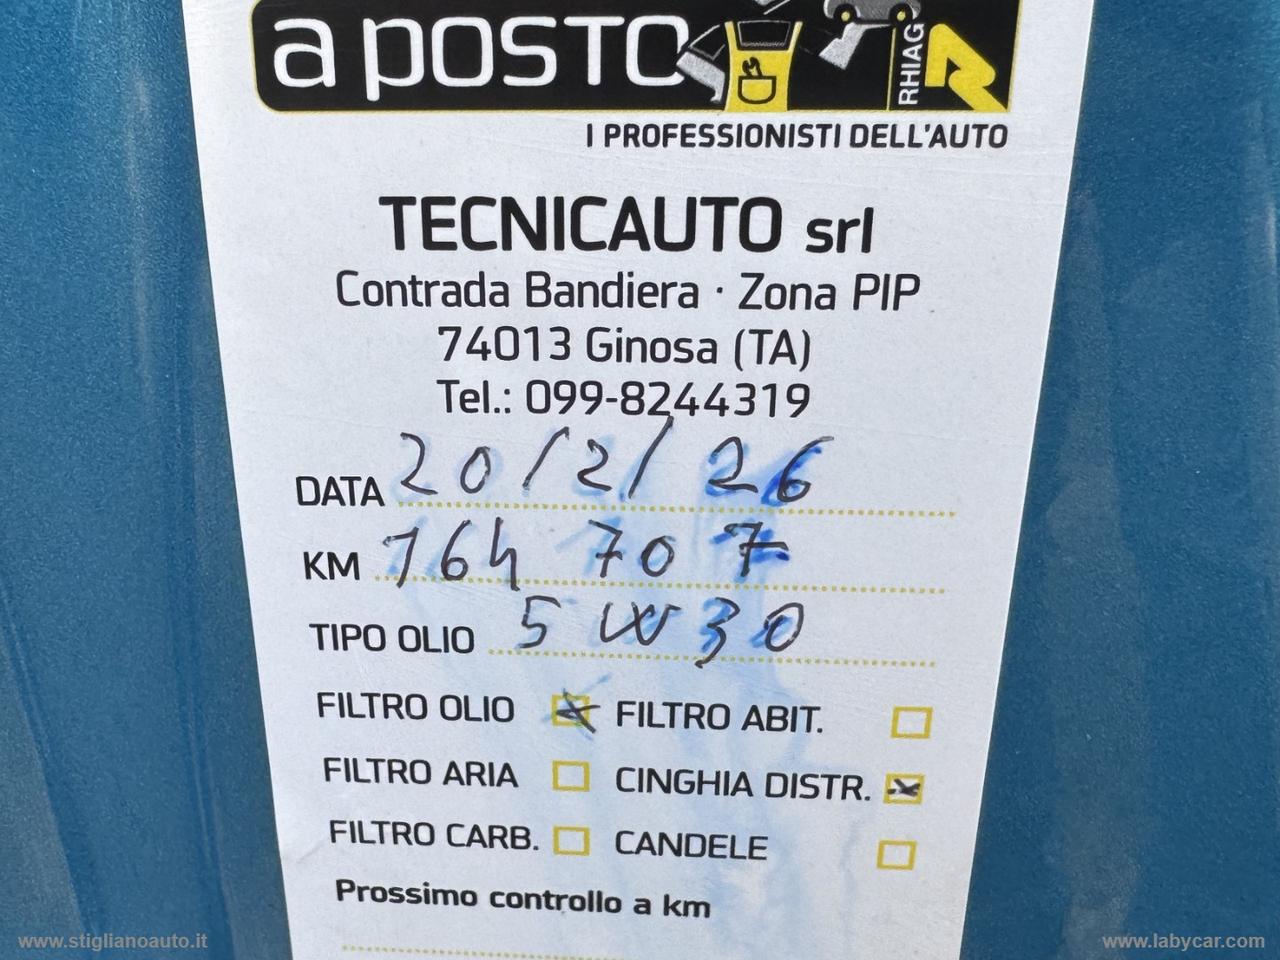 a posto
RHIAG
I PROFESSIONISTI DELL'AUTO
TECNICAUTO srl
Contrada Bandiera · Zona PIP
74013 Ginosa (TA)
Tel.: 099-8244319
DATA 20/2/26
KM 164 707
TIPO OLIO 5W30
FILTRO OLIO FILTRO ABIT.
FILTRO ARIA CINGHIA DISTR.
FILTRO CARB. CANDELE
Prossimo controllo a km
www.stiglianoauto.it
www.labycar.com